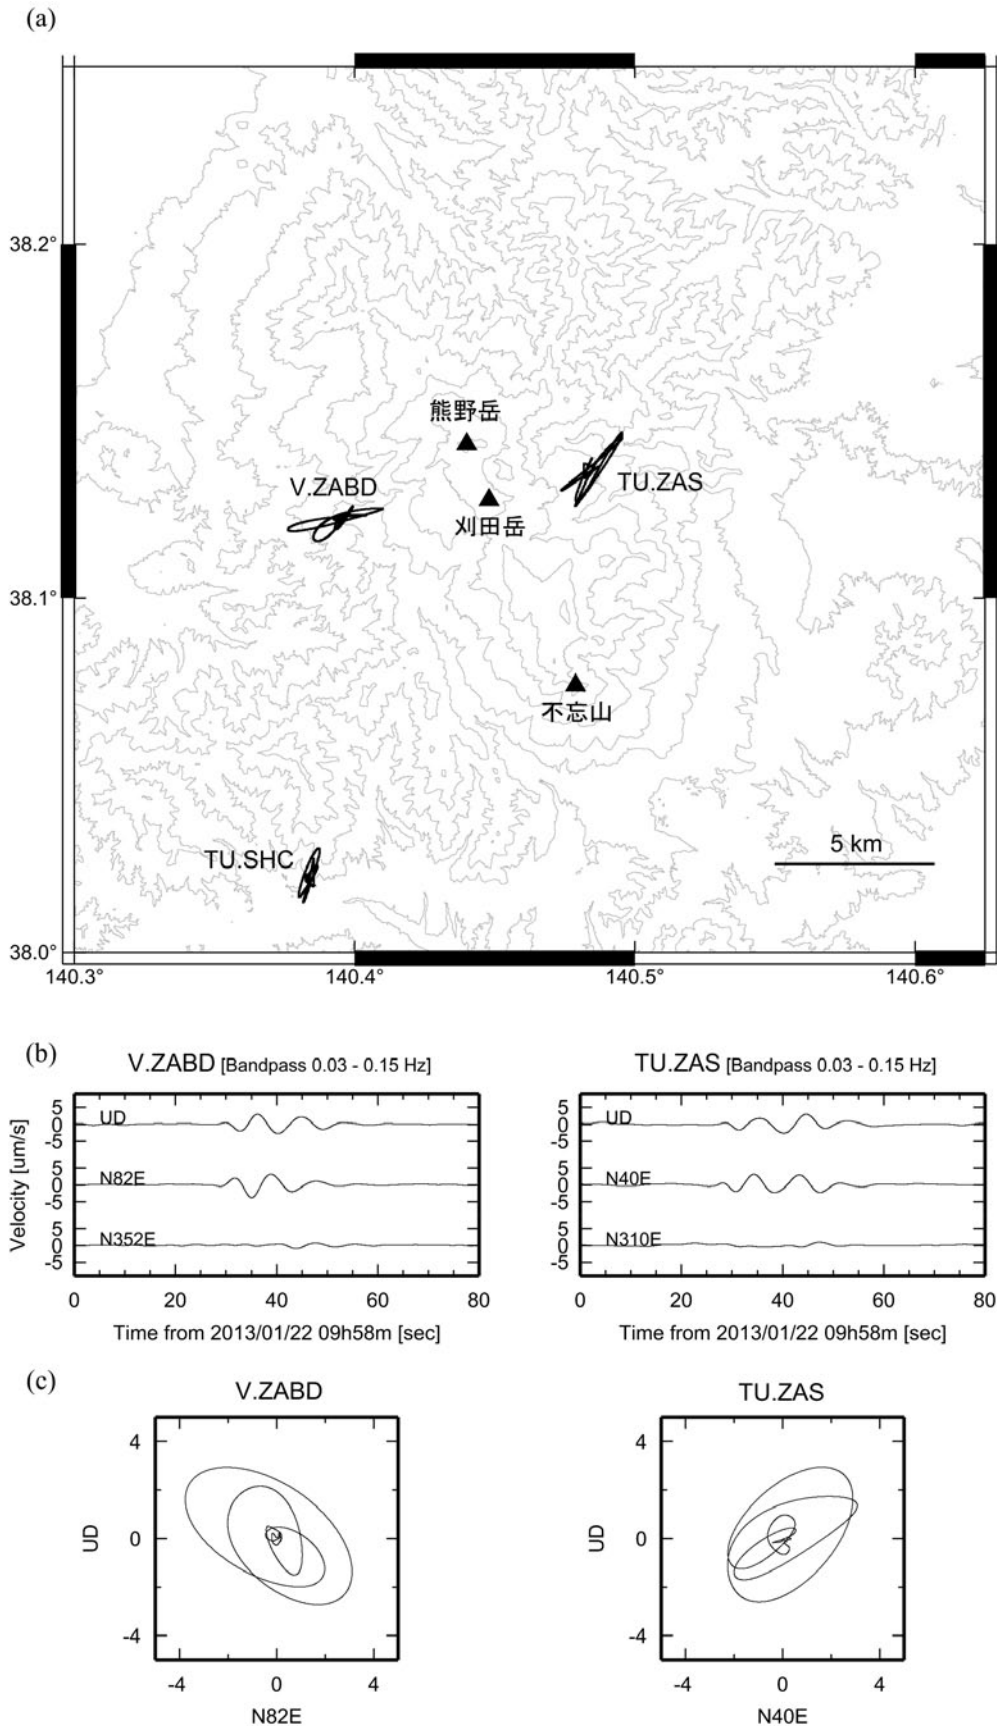 (a)
38.2°
熊野岳
V.ZABD
TU.ZAS
刈田岳
38.1°
不忘山
TU.SHC
5 km
38.0°
140.3° 140.4° 140.5° 140.6°
(b)
V.ZABD [Bandpass 0.03 - 0.15 Hz]
TU.ZAS [Bandpass 0.03 - 0.15 Hz]
Velocity [um/s]
5 0 -5 UD
5 0 -5 N82E
5 0 -5 N352E
0 20 40 60 80
Time from 2013/01/22 09h58m [sec]
5 0 -5 UD
5 0 -5 N40E
5 0 -5 N310E
0 20 40 60 80
Time from 2013/01/22 09h58m [sec]
(c)
V.ZABD
UD
4
0
-4
-4 0 4
N82E
TU.ZAS
UD
4
0
-4
-4 0 4
N40E